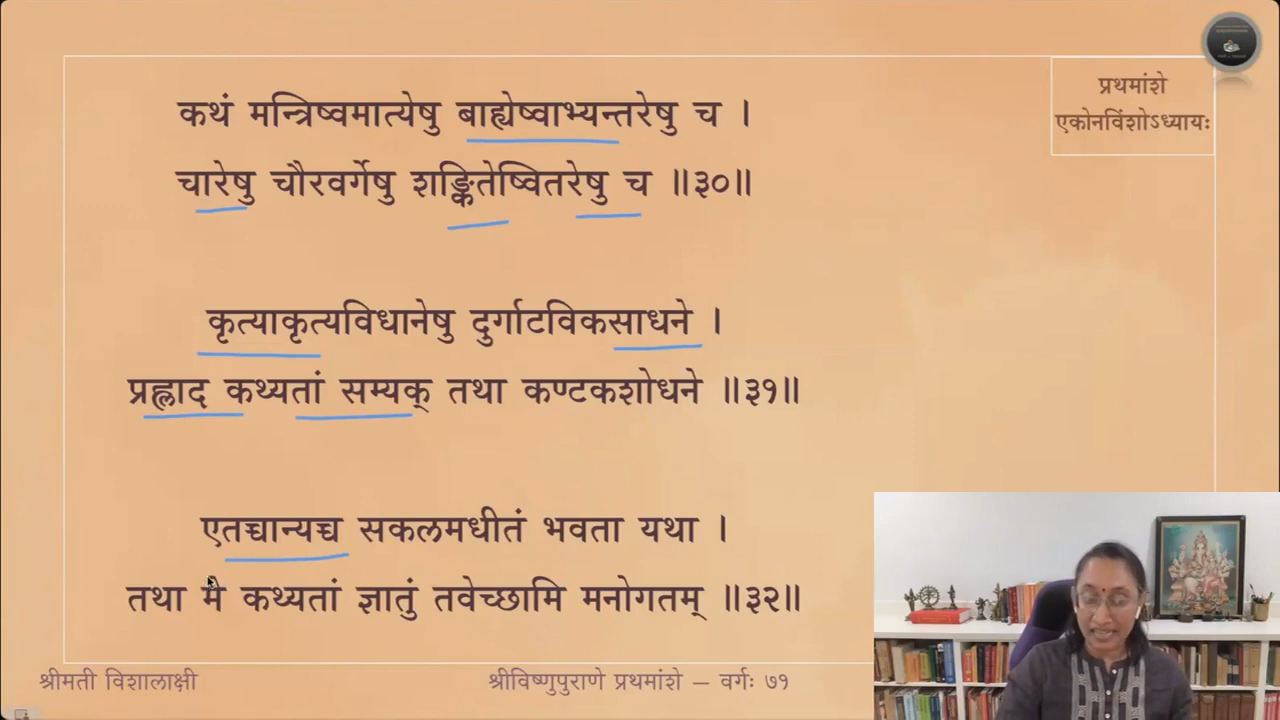 प्रथमांशे
एकोनविंशोऽध्यायः
कथं मन्त्रिष्वमात्येषु बाह्येष्वाभ्यन्तरेषु च ।
चारेषु चौरवर्गेषु शङ्कितेष्वितरेषु च ॥३०॥
कृत्याकृत्यविधानेषु दुर्गाटविकसाधने ।
प्रह्लाद कथ्यतां सम्यक् तथा कण्टकशोधने ॥३१॥
एतच्चान्यच्च सकलमधीतं भवता यथा ।
तथा मे कथ्यतां ज्ञातुं तवेच्छामि मनोगतम् ॥३२॥
श्रीमती विशालाक्षी
श्रीविष्णुपुराणे प्रथमांशे – वर्गः ७१